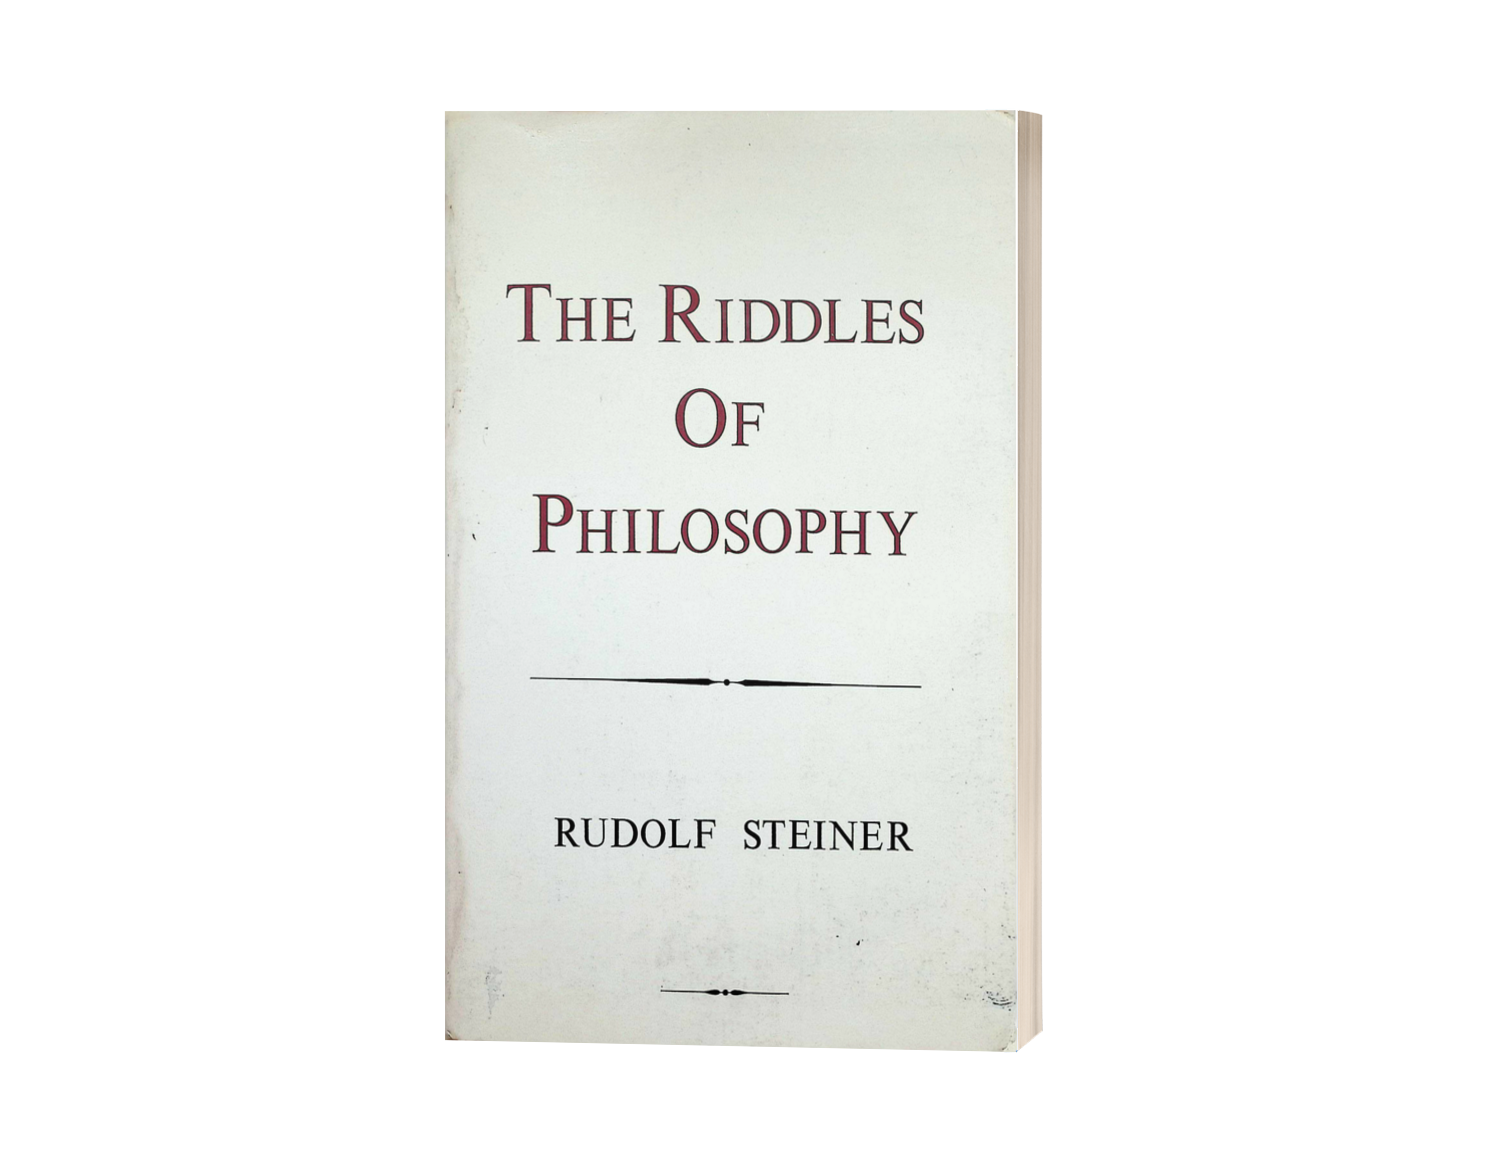 THE RIDDLES
OF
PHILOSOPHY
RUDOLF STEINER